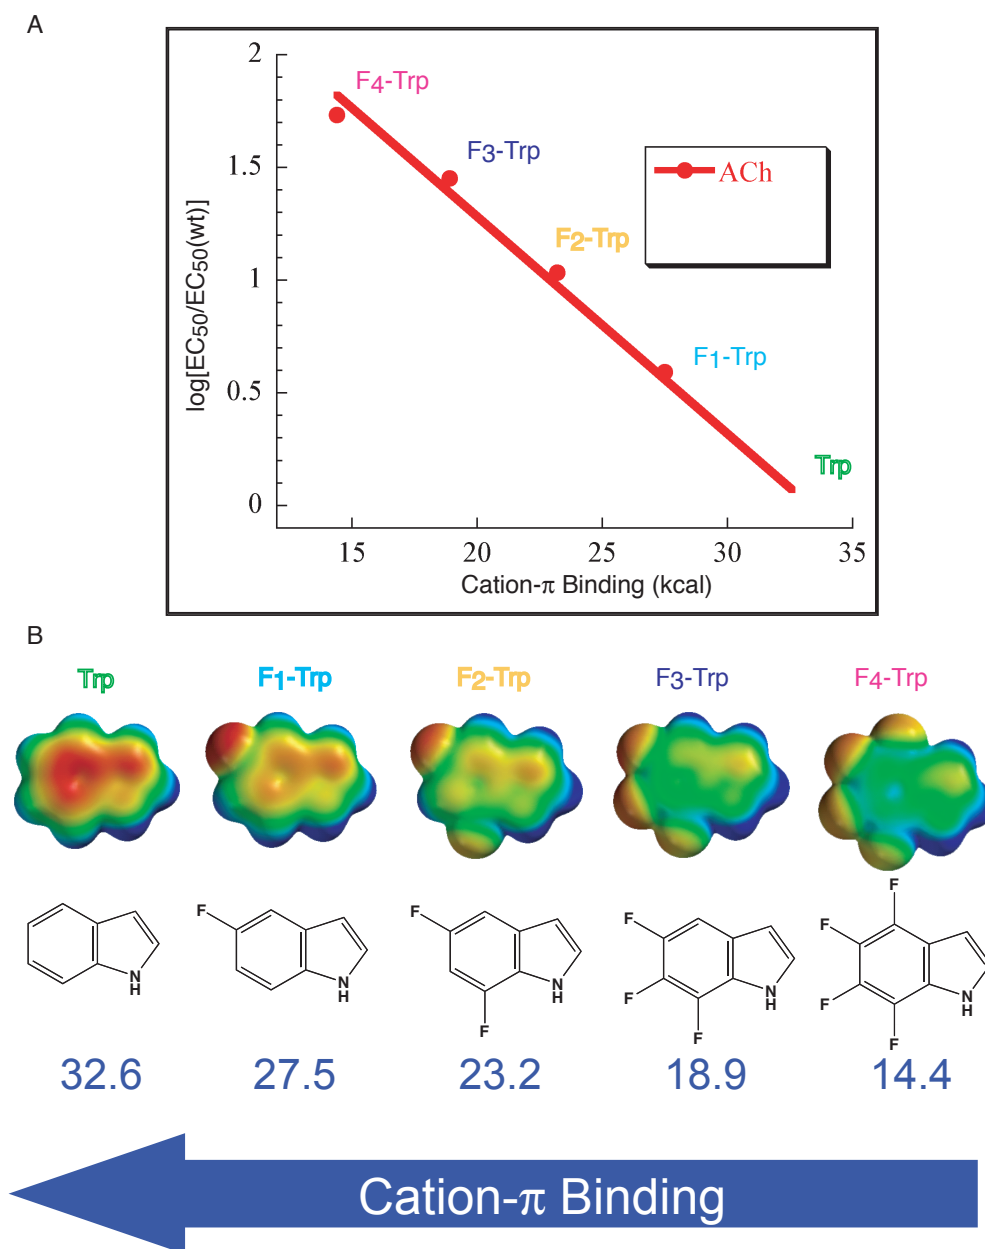 A
2
1.5
1
0.5
0
log[EC50/EC50(wt)]
F4-Trp
F3-Trp
F2-Trp
F1-Trp
Trp
ACh
15 20 25 30 35
Cation-π Binding (kcal)
B
Trp F1-Trp F2-Trp F3-Trp F4-Trp
N
H
F
N
H
F
F
N
H
F
F
F
N
H
F
F
F
F
N
H
32.6 27.5 23.2 18.9 14.4
Cation-π Binding